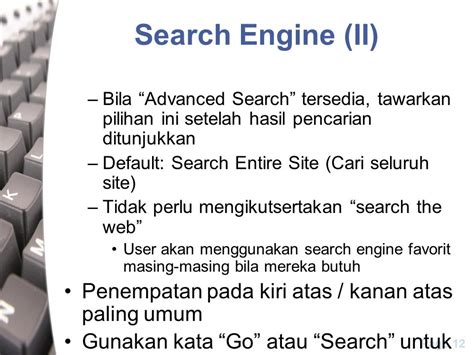 Search Engine (II)
– Bila “Advanced Search” tersedia, tawarkan
pilihan ini setelah hasil pencarian
ditunjukkan
– Default: Search Entire Site (Cari seluruh
site)
– Tidak perlu mengikutsertakan “search the
web”
• User akan menggunakan search engine favorit
masing-masing bila mereka butuh
• Penempatan pada kiri atas / kanan atas
paling umum
• Gunakan kata “Go” atau “Search” untuk
12